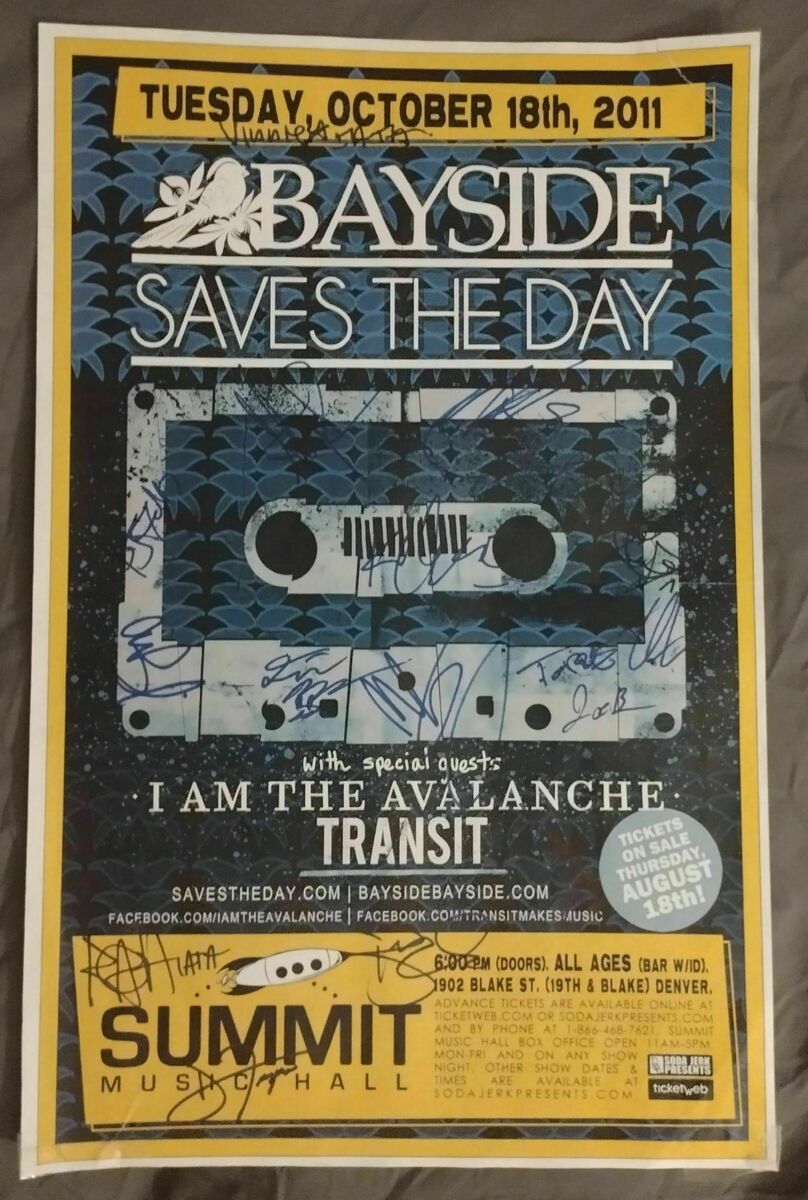 TUESDAY, OCTOBER 18th, 2011
BAYSIDE
SAVES THE DAY
with special guests:
· I AM THE AVALANCHE ·
TRANSIT
TICKETS
ON SALE
THURSDAY,
AUGUST
18th!
SAVESTHEDAY.COM | BAYSIDEBAYSIDE.COM
FACEBOOK.COM/IAMTHEAVALANCHE | FACEBOOK.COM/TRANSITMAKESMUSIC
IATA
SUMMIT
MUSIC HALL
6:00 PM (DOORS). ALL AGES (BAR W/ID).
1902 BLAKE ST. (19TH & BLAKE) DENVER.
ADVANCE TICKETS ARE AVAILABLE ONLINE AT
TICKETWEB.COM OR SODAJERKPRESENTS.COM
AND BY PHONE AT 1-866-468-7621. SUMMIT
MUSIC HALL BOX OFFICE OPEN 11AM-5PM
MON-FRI AND ON ANY SHOW
NIGHT. OTHER SHOW DATES &
TIMES ARE AVAILABLE AT
SODAJERKPRESENTS.COM
SODA JERK
PRESENTS
ticketweb